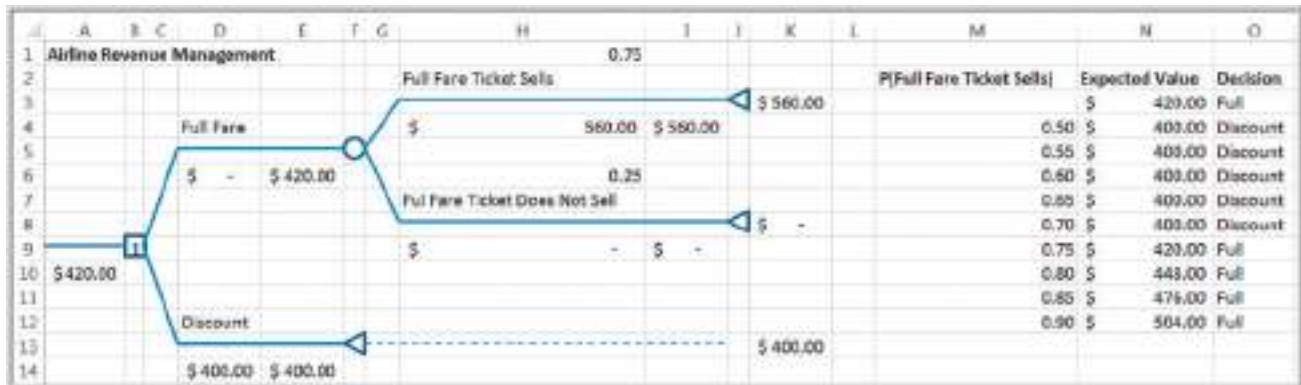 A B C D E F G H I J K L M N O
1 Airline Revenue Management 0.75
2 Full Fare Ticket Sells P(Full Fare Ticket Sells) Expected Value Decision
3 $ 560.00 $ 420.00 Full
4 Full Fare $ 560.00 $ 560.00 0.50 $ 400.00 Discount
5 0.55 $ 400.00 Discount
6 $ - $ 420.00 0.25 0.60 $ 400.00 Discount
7 Ful Fare Ticket Does Not Sell 0.65 $ 400.00 Discount
8 $ - 0.70 $ 400.00 Discount
9 1 $ - $ - 0.75 $ 420.00 Full
10 $ 420.00 0.80 $ 448.00 Full
11 0.85 $ 476.00 Full
12 Discount 0.90 $ 504.00 Full
13 $ 400.00
14 $ 400.00 $ 400.00